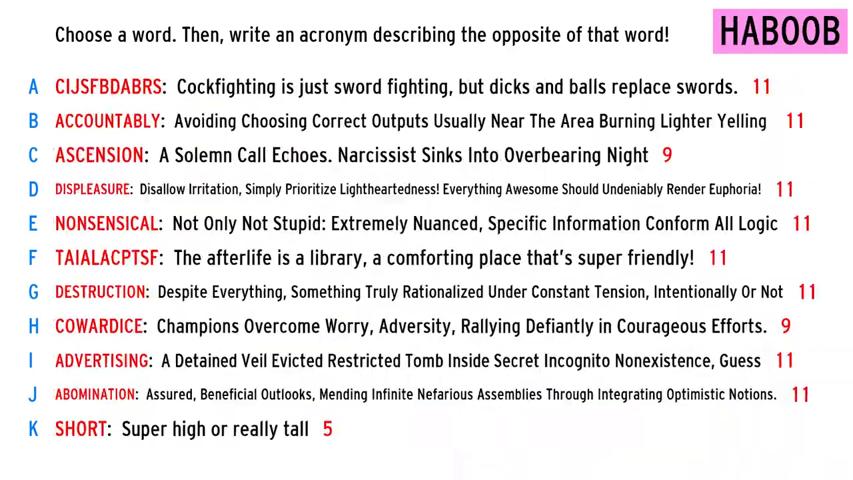 Choose a word. Then, write an acronym describing the opposite of that word! HABOOB
A CIJSFBDABRS: Cockfighting is just sword fighting, but dicks and balls replace swords. 11
B ACCOUNTABLY: Avoiding Choosing Correct Outputs Usually Near The Area Burning Lighter Yelling 11
C ASCENSION: A Solemn Call Echoes. Narcissist Sinks Into Overbearing Night 9
D DISPLEASURE: Disallow Irritation, Simply Prioritize Lightheartedness! Everything Awesome Should Undeniably Render Euphoria! 11
E NONSENSICAL: Not Only Not Stupid: Extremely Nuanced, Specific Information Conform All Logic 11
F TAIALACPTSF: The afterlife is a library, a comforting place that's super friendly! 11
G DESTRUCTION: Despite Everything, Something Truly Rationalized Under Constant Tension, Intentionally Or Not 11
H COWARDICE: Champions Overcome Worry, Adversity, Rallying Defiantly in Courageous Efforts. 9
I ADVERTISING: A Detained Veil Evicted Restricted Tomb Inside Secret Incognito Nonexistence, Guess 11
J ABOMINATION: Assured, Beneficial Outlooks, Mending Infinite Nefarious Assemblies Through Integrating Optimistic Notions. 11
K SHORT: Super high or really tall 5